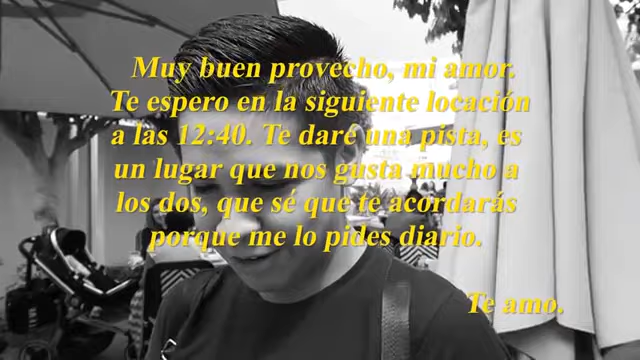 Muy buen provecho, mi amor.
Te espero en la siguiente locación
a las 12:40. Te daré una pista, es
un lugar que nos gusta mucho a
los dos, que sé que te acordarás
porque me lo pides diario.
Te amo.